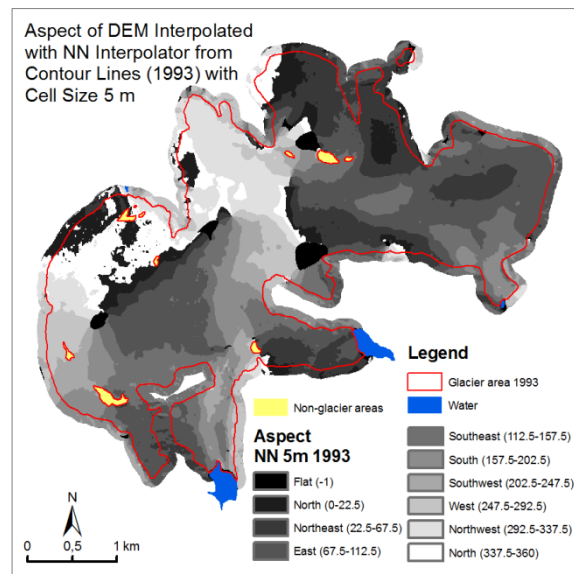 Aspect of DEM Interpolated
with NN Interpolator from
Contour Lines (1993) with
Cell Size 5 m
Legend
Glacier area 1993
Non-glacier areas
Water
Aspect
NN 5m 1993
Flat (-1)
North (0-22.5)
Northeast (22.5-67.5)
East (67.5-112.5)
Southeast (112.5-157.5)
South (157.5-202.5)
Southwest (202.5-247.5)
West (247.5-292.5)
Northwest (292.5-337.5)
North (337.5-360)
N
0 0,5 1 km